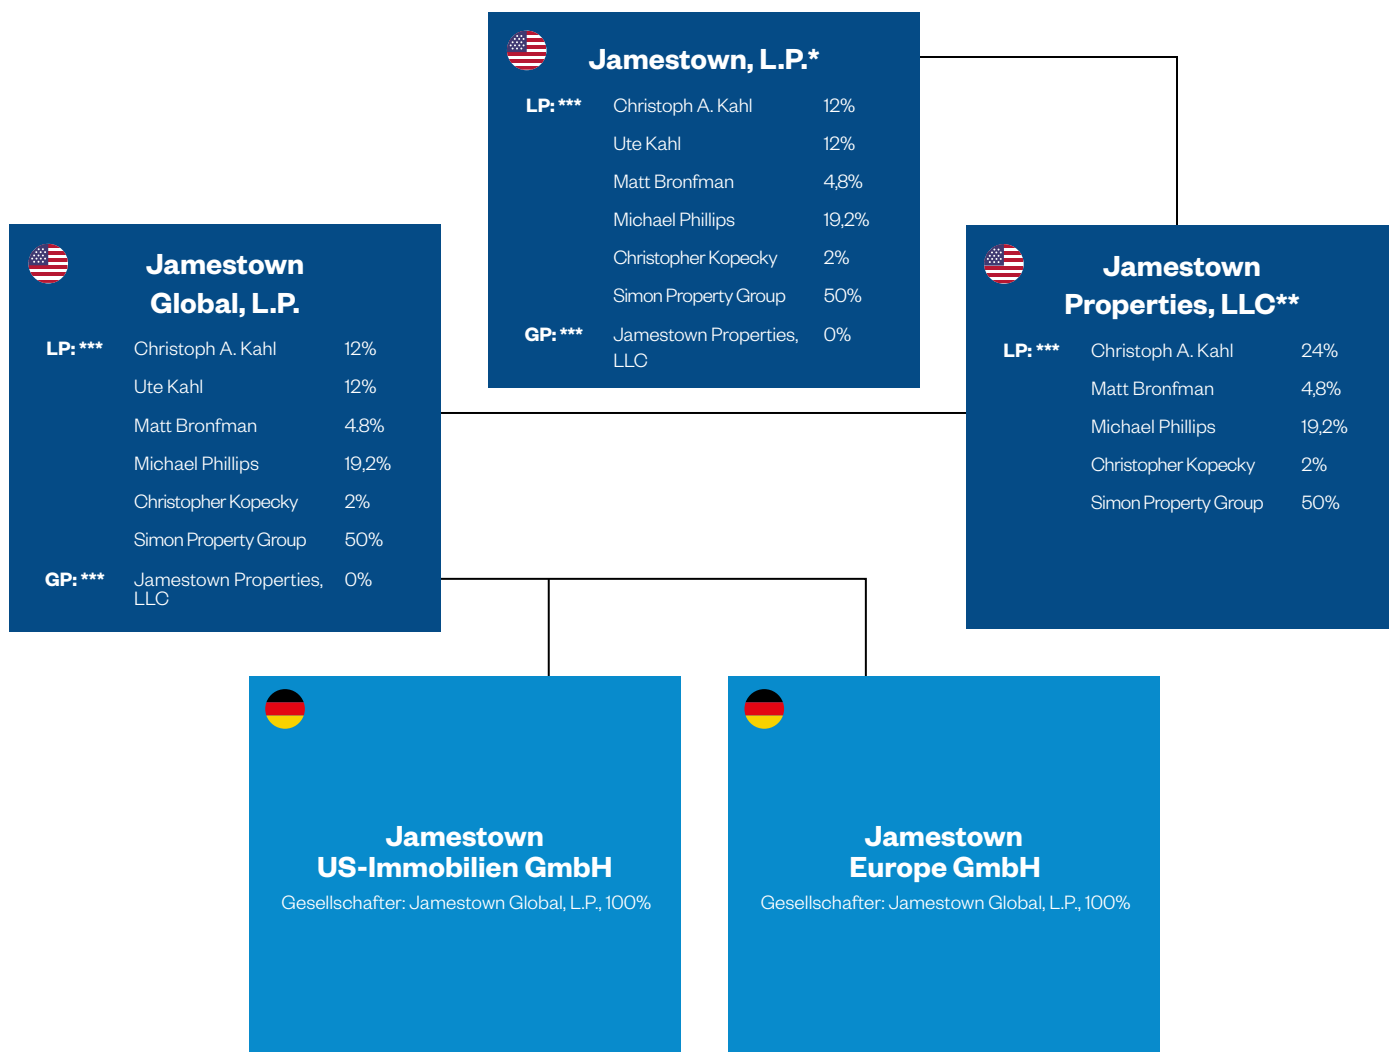 Jamestown, L.P.*
LP: *** Christoph A. Kahl 12%
Ute Kahl 12%
Matt Bronfman 4,8%
Michael Phillips 19,2%
Christopher Kopecky 2%
Simon Property Group 50%
GP: *** Jamestown Properties, 0%
LLC
Jamestown
Global, L.P.
LP: *** Christoph A. Kahl 12%
Ute Kahl 12%
Matt Bronfman 4.8%
Michael Phillips 19,2%
Christopher Kopecky 2%
Simon Property Group 50%
GP: *** Jamestown Properties, 0%
LLC
Jamestown
Properties, LLC**
LP: *** Christoph A. Kahl 24%
Matt Bronfman 4,8%
Michael Phillips 19,2%
Christopher Kopecky 2%
Simon Property Group 50%
Jamestown
US-Immobilien GmbH
Gesellschafter: Jamestown Global, L.P., 100%
Jamestown
Europe GmbH
Gesellschafter: Jamestown Global, L.P., 100%